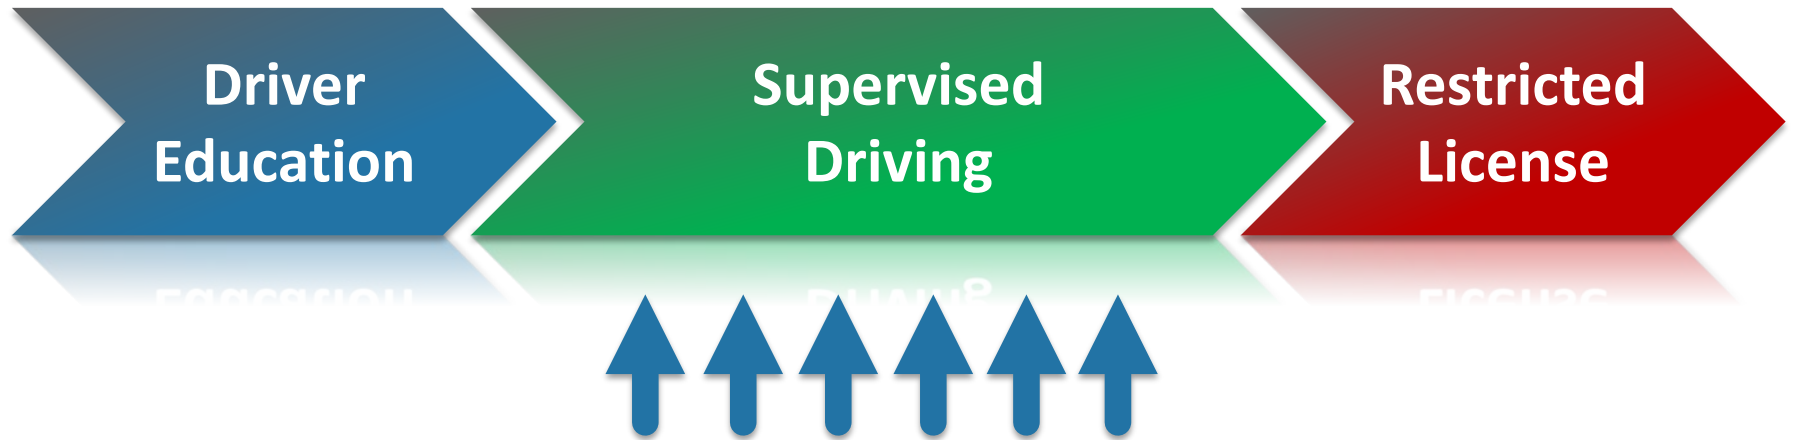 Driver
Education
Supervised
Driving
Restricted
License